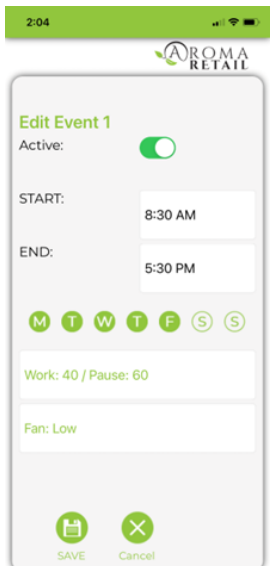 2:04
AROMA
RETAIL
Edit Event 1
Active:
START:
8:30 AM
END:
5:30 PM
M T W T F S S
Work: 40 / Pause: 60
Fan: Low
SAVE Cancel